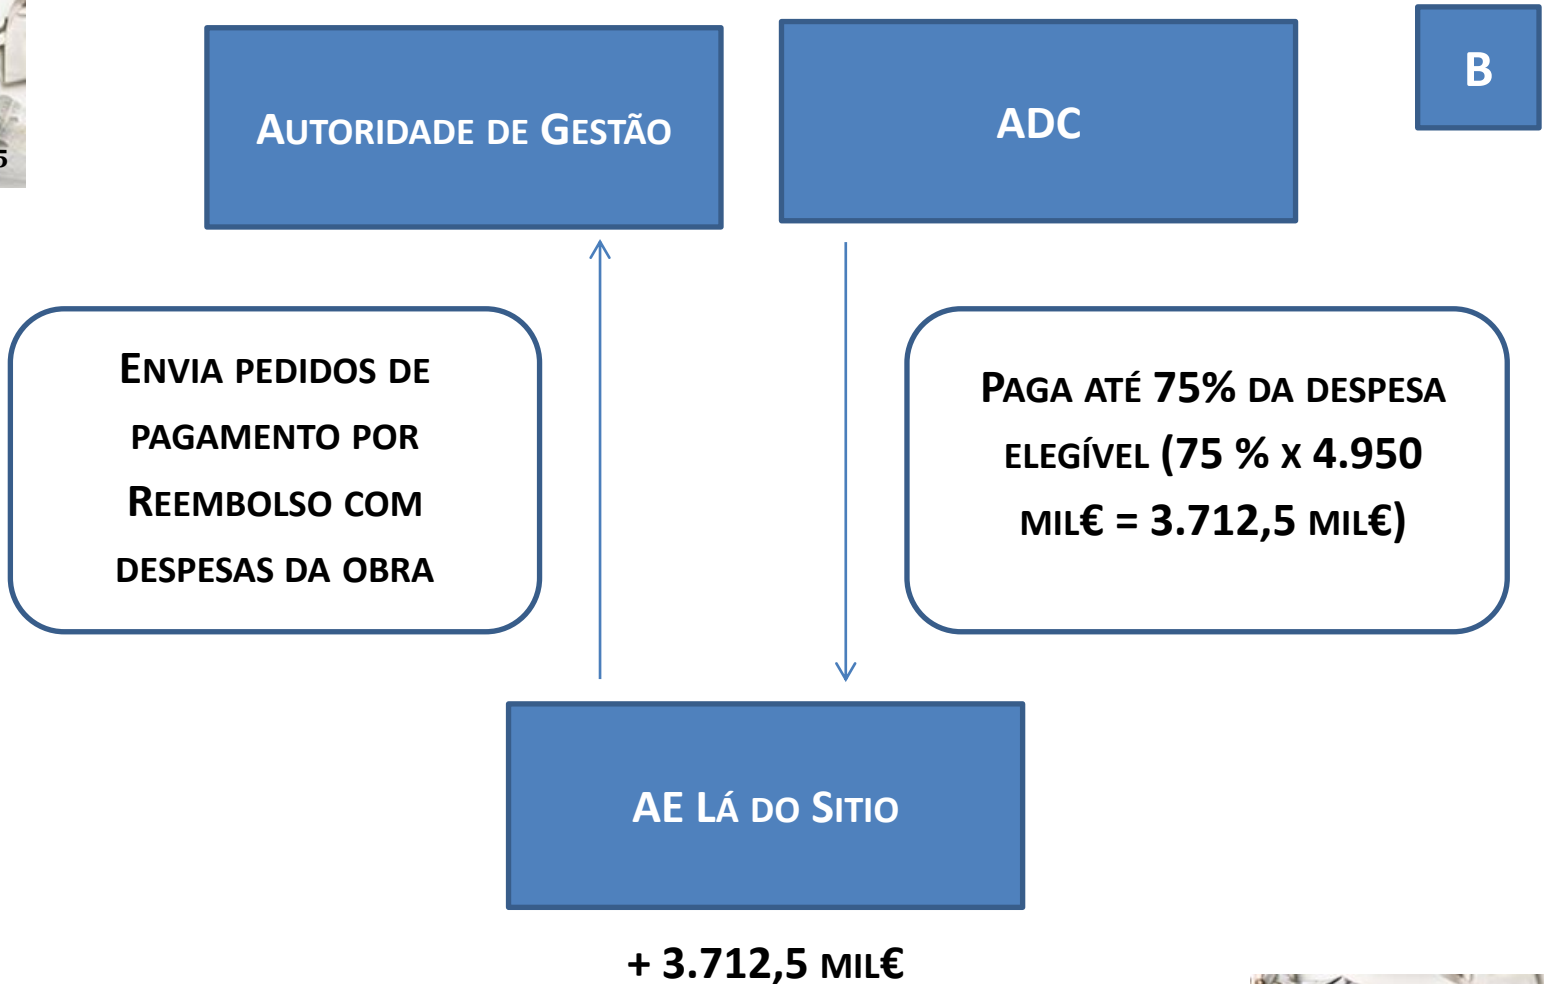 5
AUTORIDADE DE GESTÃO
ADC
B
ENVIA PEDIDOS DE
PAGAMENTO POR
REEMBOLSO COM
DESPESAS DA OBRA
PAGA ATÉ 75% DA DESPESA
ELEGÍVEL (75 % X 4.950
MIL€ = 3.712,5 MIL€)
AE LÁ DO SITIO
+ 3.712,5 MIL€